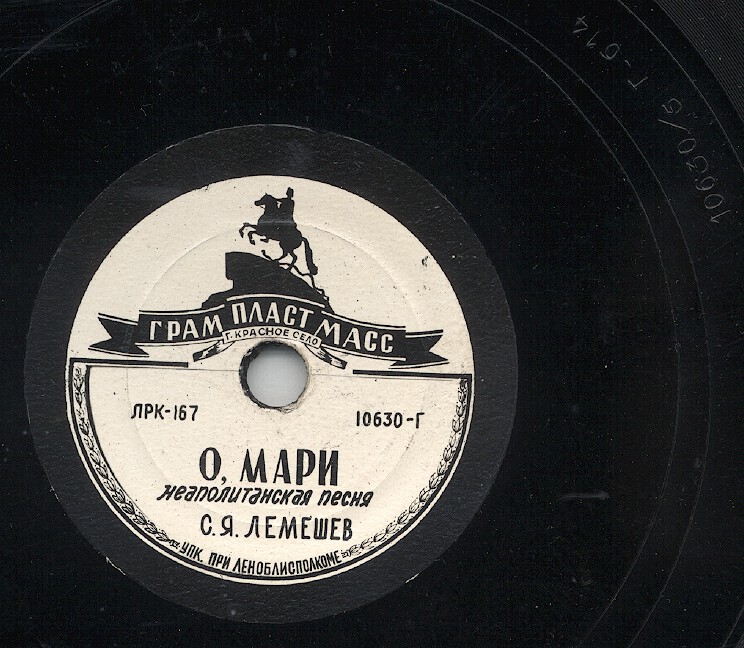 ГРАМ ПЛАСТ МАСС
Г. КРАСНОЕ СЕЛО
ЛРК-167
10630-Г
О, МАРИ
неаполитанская песня
С. Я. ЛЕМЕШЕВ
УПК. ПРИ ЛЕНОБЛИСПОЛКОМЕ
10630/5 Г-614